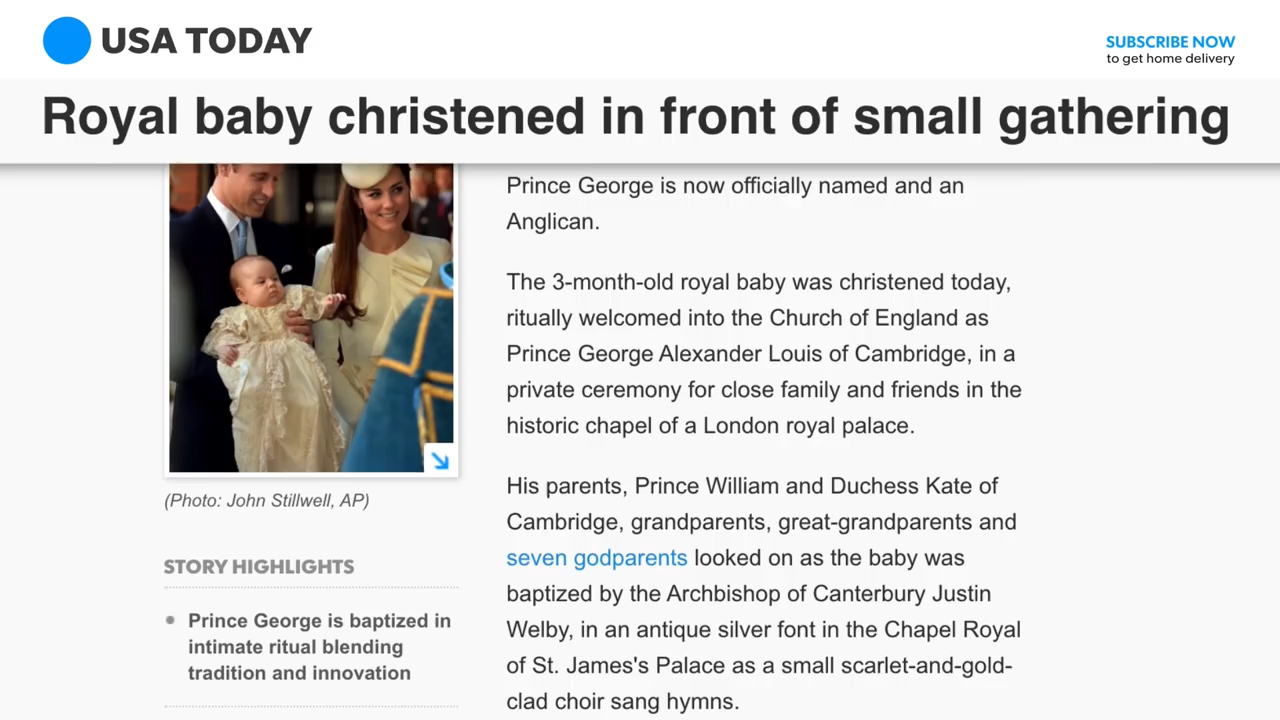 USA TODAY
SUBSCRIBE NOW
to get home delivery
Royal baby christened in front of small gathering
(Photo: John Stillwell, AP)
STORY HIGHLIGHTS
Prince George is baptized in
intimate ritual blending
tradition and innovation
Prince George is now officially named and an
Anglican.
The 3-month-old royal baby was christened today,
ritually welcomed into the Church of England as
Prince George Alexander Louis of Cambridge, in a
private ceremony for close family and friends in the
historic chapel of a London royal palace.
His parents, Prince William and Duchess Kate of
Cambridge, grandparents, great-grandparents and
seven godparents looked on as the baby was
baptized by the Archbishop of Canterbury Justin
Welby, in an antique silver font in the Chapel Royal
of St. James's Palace as a small scarlet-and-gold-
clad choir sang hymns.